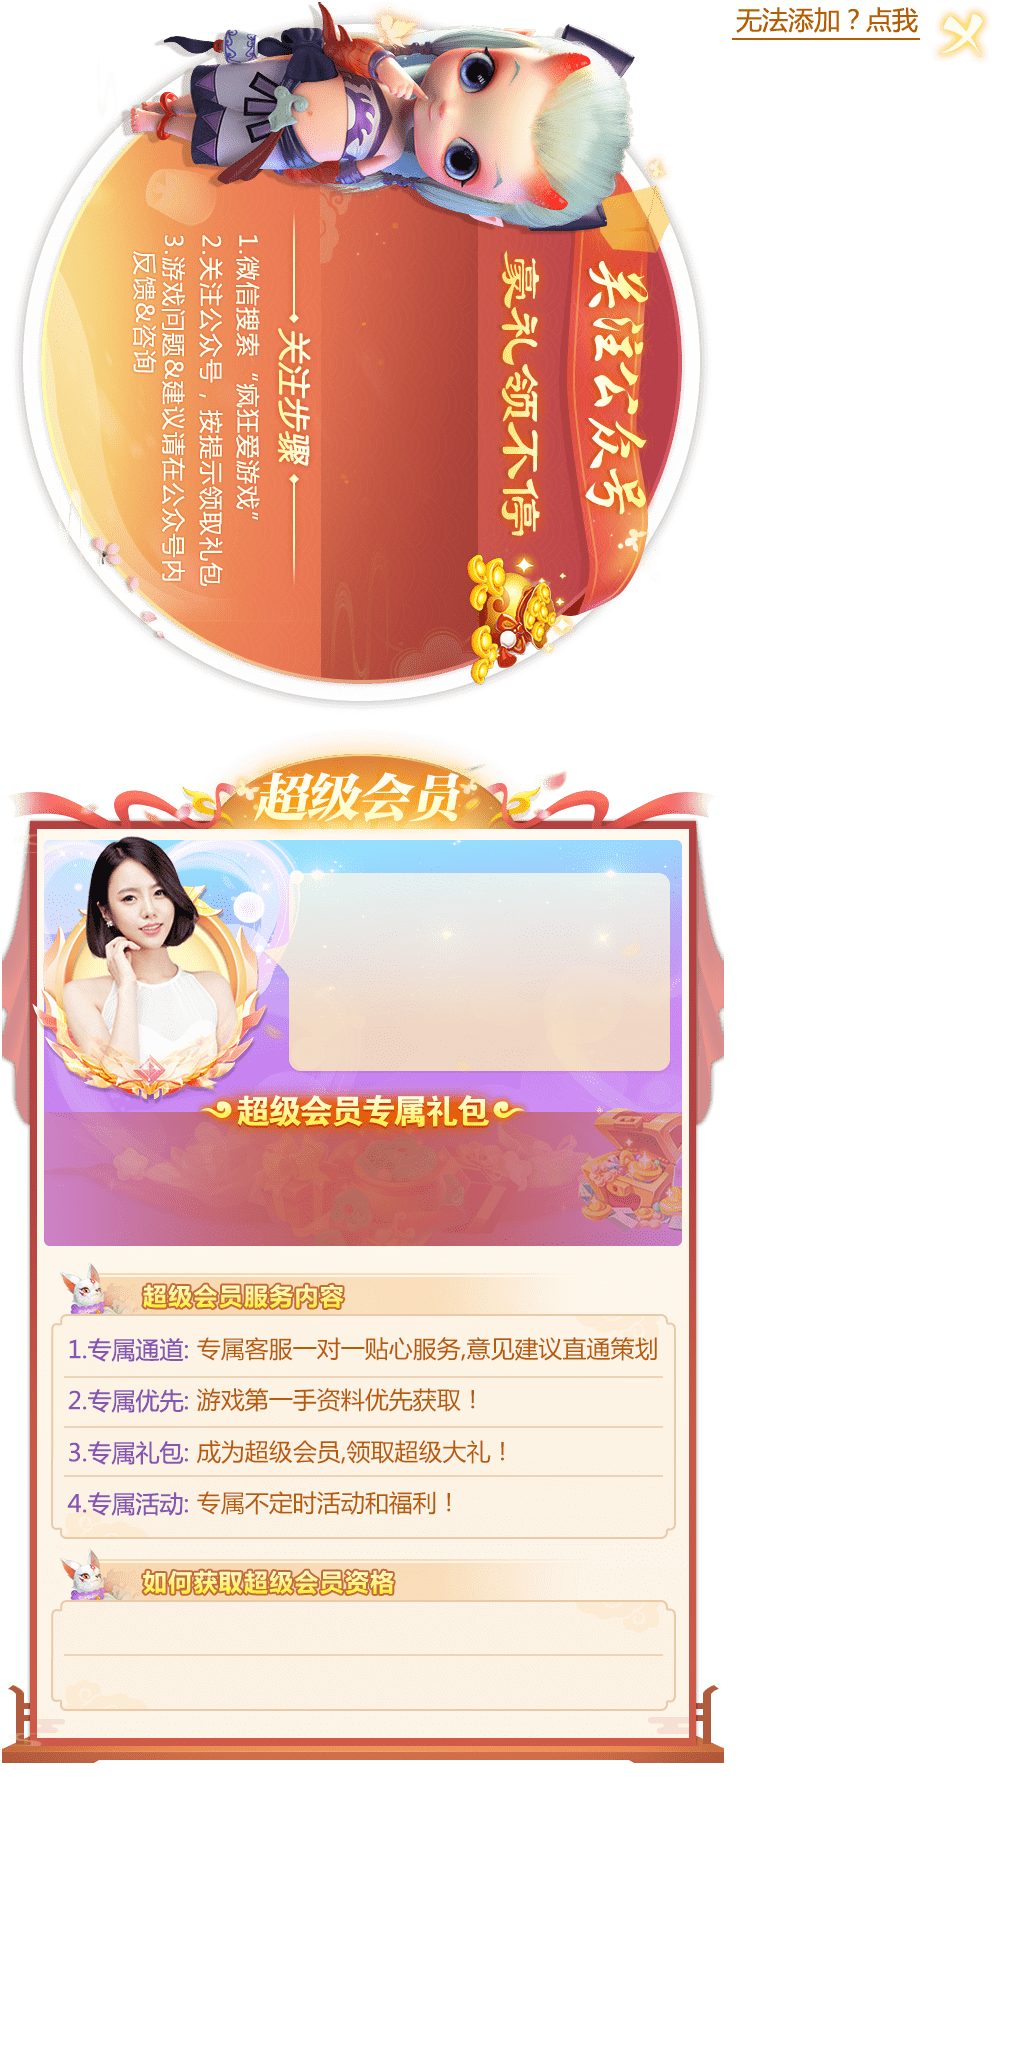 无法添加？点我
关注公众号
豪礼领不停
关注步骤
1.微信搜索“疯狂爱游戏”
2.关注公众号，按提示领取礼包
3.游戏问题&建议请在公众号内
反馈&咨询
超级会员
超级会员专属礼包
超级会员服务内容
1.专属通道: 专属客服一对一贴心服务,意见建议直通策划
2.专属优先: 游戏第一手资料优先获取！
3.专属礼包: 成为超级会员,领取超级大礼！
4.专属活动: 专属不定时活动和福利！
如何获取超级会员资格